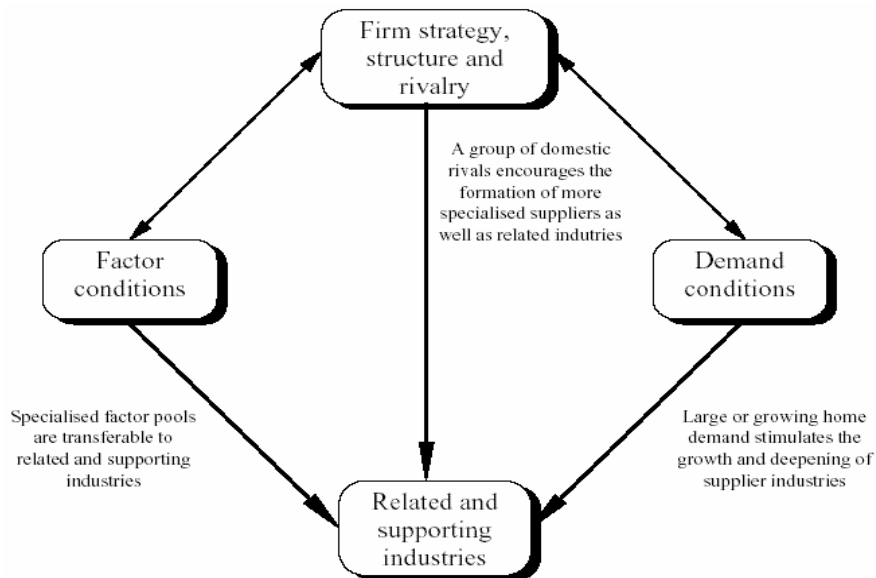 Firm strategy,
structure and
rivalry
A group of domestic
rivals encourages the
formation of more
specialised suppliers as
well as related indutries
Factor
conditions
Demand
conditions
Specialised factor pools
are transferable to
related and supporting
industries
Large or growing home
demand stimulates the
growth and deepening of
supplier industries
Related and
supporting
industries